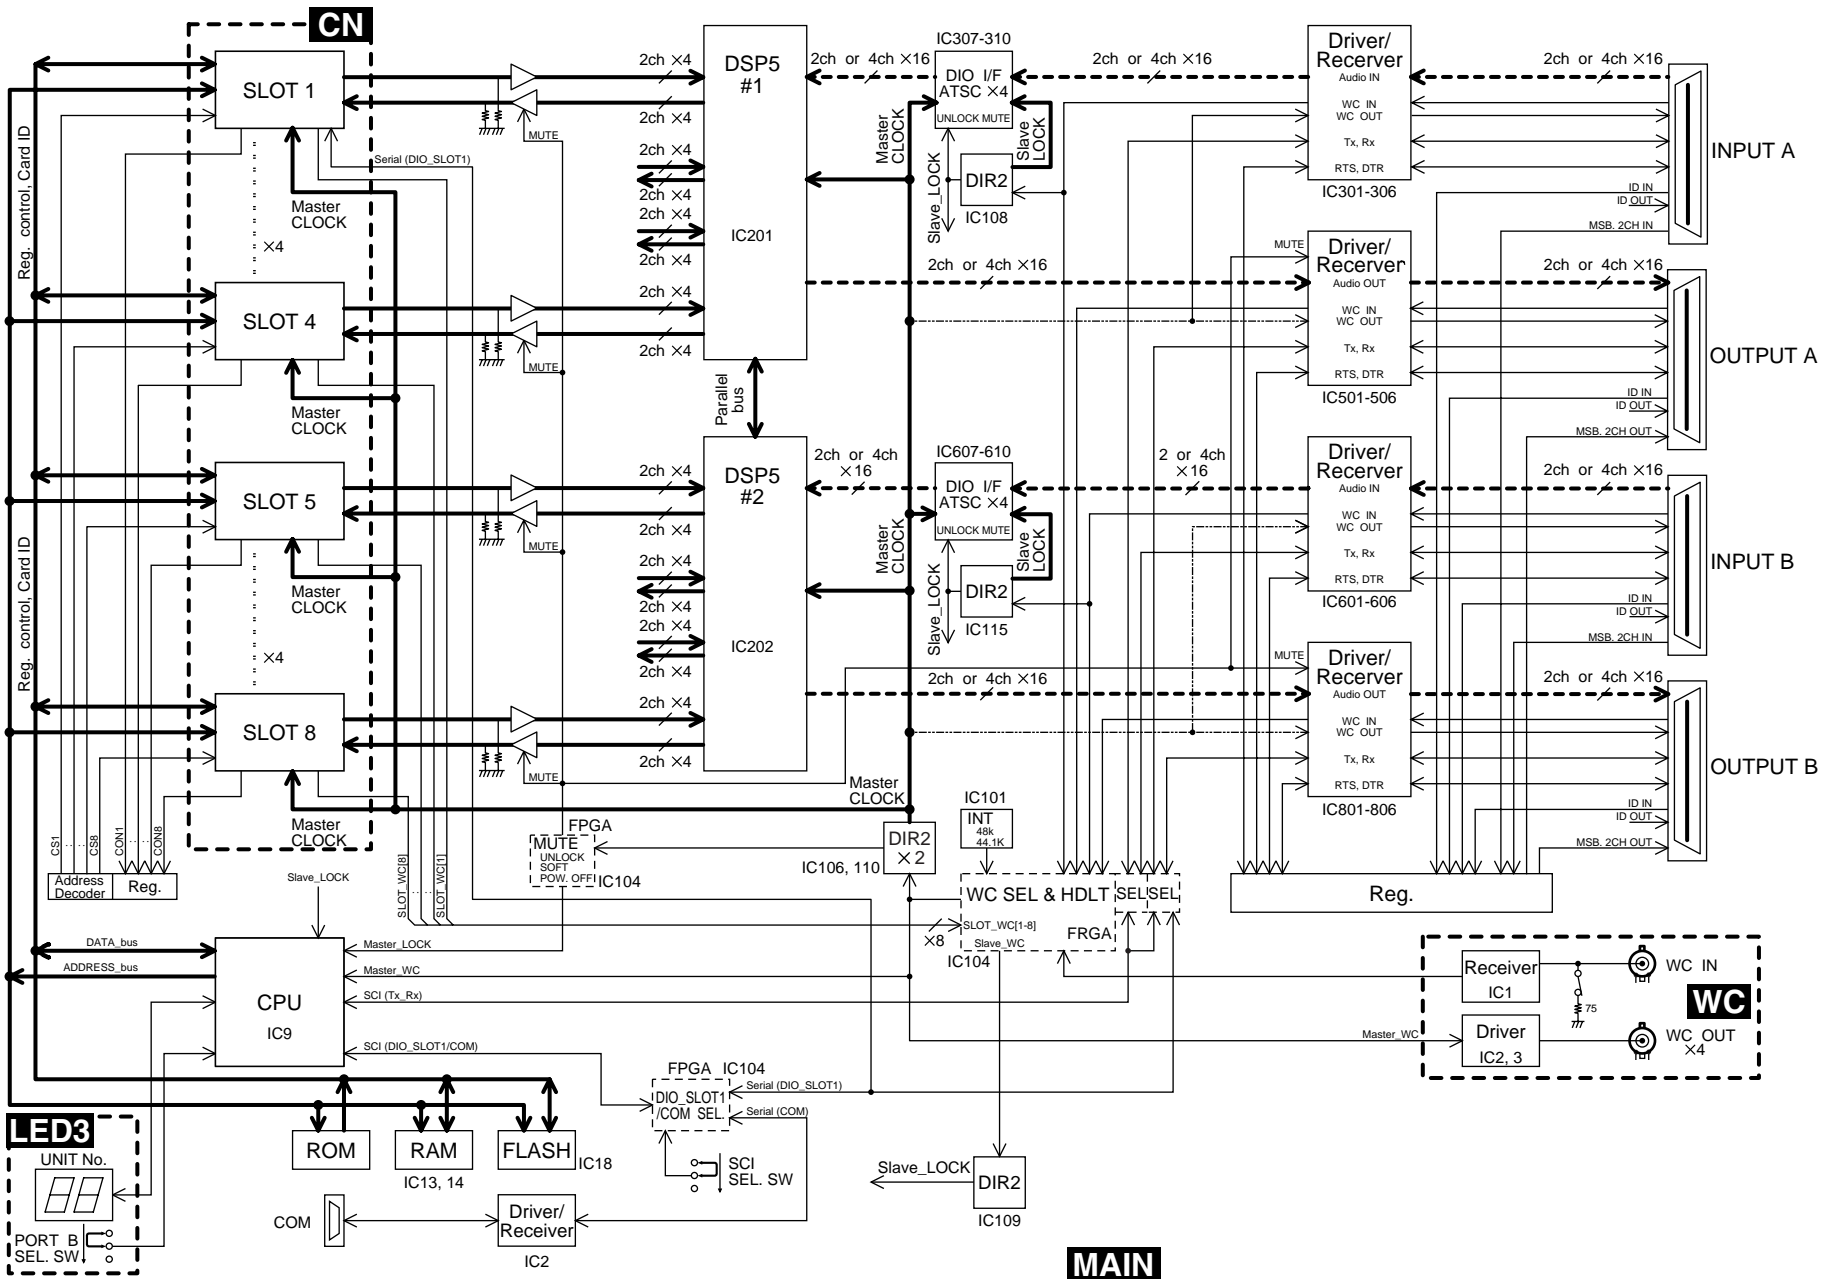 CN
SLOT 1
Reg. control, Card ID
Master
CLOCK
×4
SLOT 4
Master
CLOCK
SLOT 5
Reg. control, Card ID
Master
CLOCK
×4
SLOT 8
Master
CLOCK
MUTE
Serial (DIO_SLOT1)
MUTE
MUTE
MUTE
2ch ×4
2ch ×4
2ch ×4
2ch ×4
2ch ×4
2ch ×4
2ch ×4
2ch ×4
DSP5
#1
IC201
Parallel
bus
2ch ×4
2ch ×4
2ch ×4
2ch ×4
2ch ×4
2ch ×4
2ch ×4
2ch ×4
DSP5
#2
IC202
2ch or 4ch ×16
IC307-310
DIO I/F
ATSC ×4
UNLOCK MUTE
Master
CLOCK
Slave_LOCK
Slave
LOCK
DIR2
IC108
2ch or 4ch ×16
Driver/
Receiver
Audio IN
WC IN
WC OUT
Tx, Rx
RTS, DTR
IC301-306
2ch or 4ch ×16
ID IN
ID OUT
MSB. 2CH IN
INPUT A
2ch or 4ch ×16
MUTE
Driver/
Recerver
Audio OUT
WC IN
WC OUT
Tx, Rx
RTS, DTR
IC501-506
2ch or 4ch ×16
ID IN
ID OUT
MSB. 2CH OUT
OUTPUT A
2ch or 4ch
×16
IC607-610
DIO I/F
ATSC ×4
UNLOCK MUTE
Master
CLOCK
Slave_LOCK
Slave
LOCK
DIR2
IC115
2 or 4ch
×16
Driver/
Receiver
Audio IN
WC IN
WC OUT
Tx, Rx
RTS, DTR
IC601-606
2ch or 4ch ×16
ID IN
ID OUT
MSB. 2CH IN
INPUT B
2ch or 4ch ×16
MUTE
Driver/
Receiver
Audio OUT
WC IN
WC OUT
Tx, Rx
RTS, DTR
IC801-806
2ch or 4ch ×16
ID IN
ID OUT
MSB. 2CH OUT
OUTPUT B
Master
CLOCK
CS1
CS8
CON1
CON8
Address
Decoder
Reg.
Slave_LOCK
SLOT_WC[8]
SLOT_WC[1]
FPGA
MUTE
UNLOCK
SOFT
POW. OFF
IC104
DIR2
×2
IC106, 110
IC101
INT
48k
44.1K
WC SEL & HDLT
SLOT_WC[1-8]
Slave_WC
FRGA
IC104
×8
SEL
SEL
Reg.
DATA_bus
ADDRESS_bus
CPU
IC9
Master_LOCK
Master_WC
SCI (Tx_Rx)
SCI (DIO_SLOT1/COM)
Receiver
IC1
75
WC IN
WC
Master_WC
Driver
IC2, 3
WC OUT
×4
FPGA IC104
DIO_SLOT1
/COM SEL.
Serial (DIO_SLOT1)
Serial (COM)
SCI
SEL. SW
LED3
UNIT No.
PORT B
SEL. SW
ROM
RAM
IC13, 14
FLASH
IC18
COM
Driver/
Receiver
IC2
Slave_LOCK
DIR2
IC109
MAIN